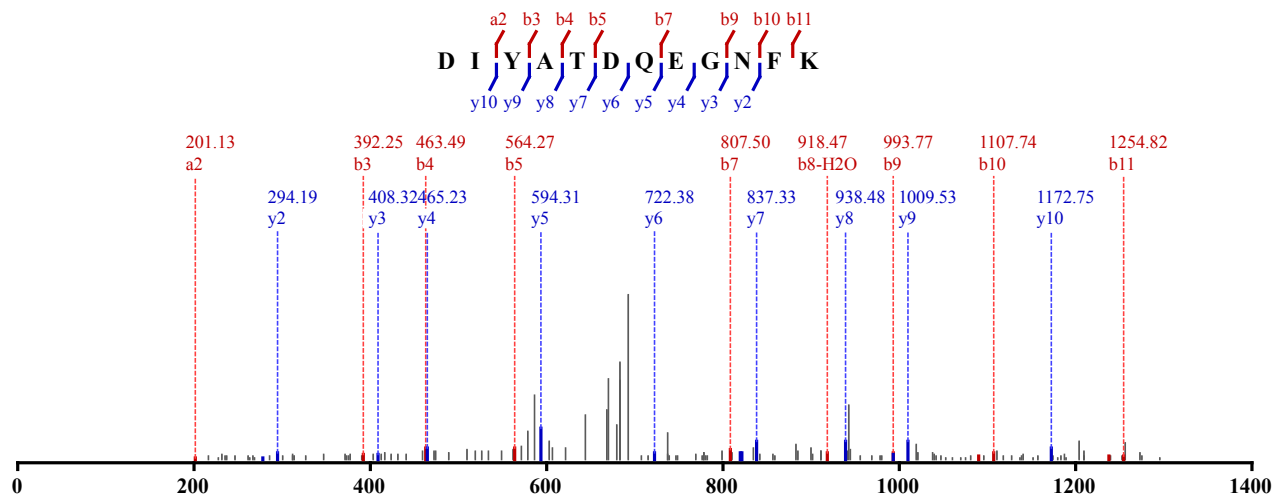 a2 b3 b4 b5 b7 b9 b10 b11
D I Y A T D Q E G N F K
y10 y9 y8 y7 y6 y5 y4 y3 y2
201.13 392.25 463.49 564.27 807.50 918.47 993.77 1107.74 1254.82
a2 b3 b4 b5 b7 b8-H2O b9 b10 b11
294.19 408.32 465.23 594.31 722.38 837.33 938.48 1009.53 1172.75
y2 y3 y4 y5 y6 y7 y8 y9 y10
0 200 400 600 800 1000 1200 1400